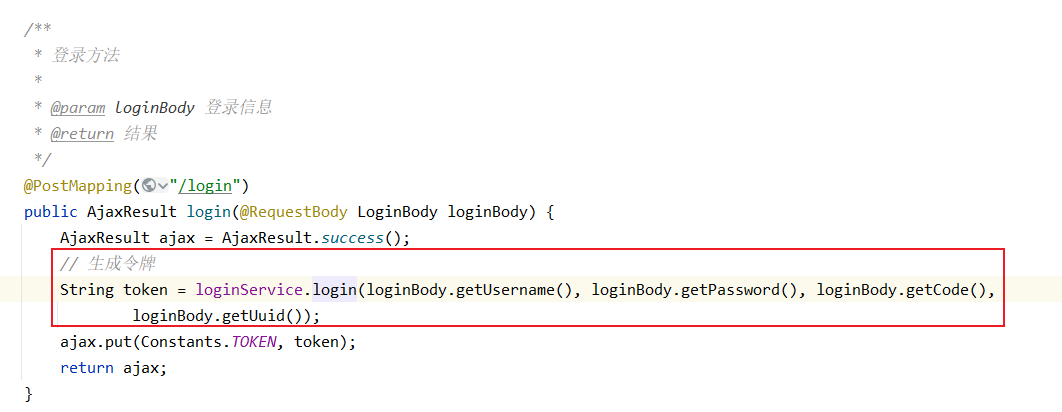 /**
 * 登录方法
 *
 * @param loginBody 登录信息
 * @return 结果
 */
@PostMapping("/login")
public AjaxResult login(@RequestBody LoginBody loginBody) {
    AjaxResult ajax = AjaxResult.success();
    // 生成令牌
    String token = loginService.login(loginBody.getUsername(), loginBody.getPassword(), loginBody.getCode(),
            loginBody.getUuid());
    ajax.put(Constants.TOKEN, token);
    return ajax;
}